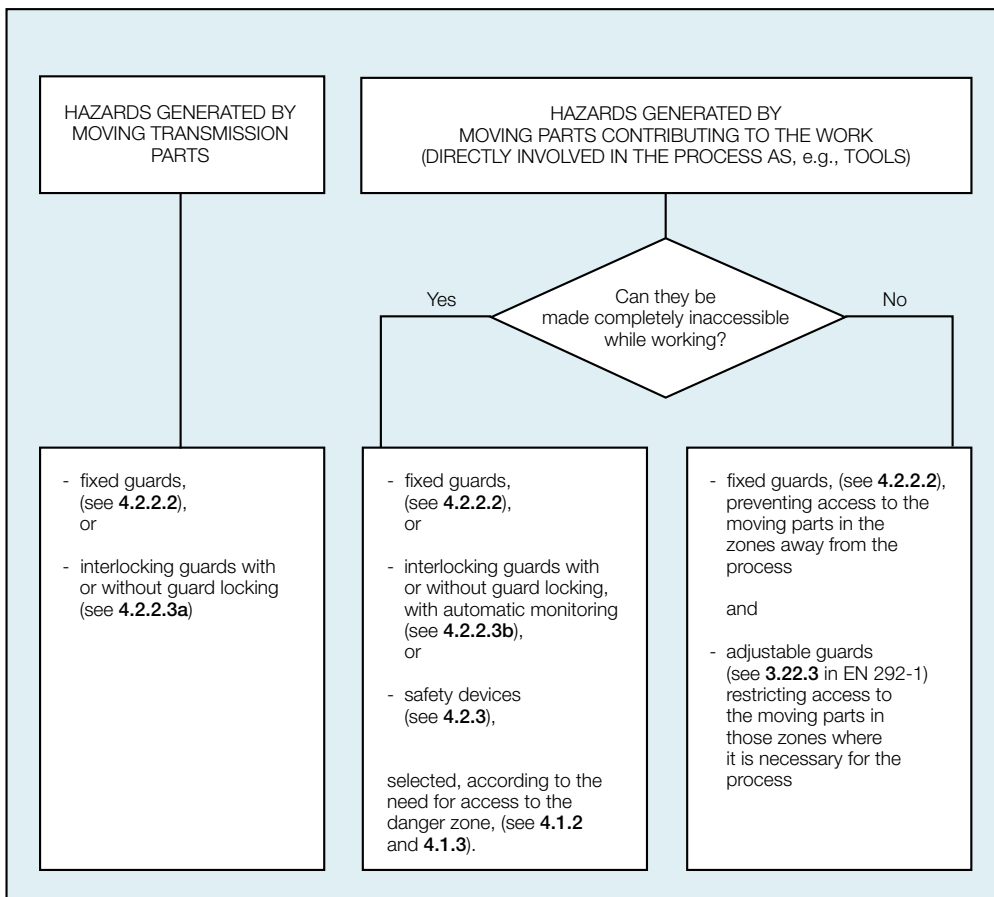 HAZARDS GENERATED BY
MOVING TRANSMISSION
PARTS
HAZARDS GENERATED BY
MOVING PARTS CONTRIBUTING TO THE WORK
(DIRECTLY INVOLVED IN THE PROCESS AS, e.g., TOOLS)
Yes
Can they be
made completely inaccessible
while working?
No
- fixed guards,
(see 4.2.2.2),
or
- interlocking guards with
or without guard locking
(see 4.2.2.3a)
- fixed guards,
(see 4.2.2.2),
or
- interlocking guards with
or without guard locking,
with automatic monitoring
(see 4.2.2.3b),
or
- safety devices
(see 4.2.3),
selected, according to the
need for access to the
danger zone, (see 4.1.2
and 4.1.3).
- fixed guards, (see 4.2.2.2),
preventing access to the
moving parts in the
zones away from the
process
and
- adjustable guards
(see 3.22.3 in EN 292-1)
restricting access to
the moving parts in
those zones where
it is necessary for the
process